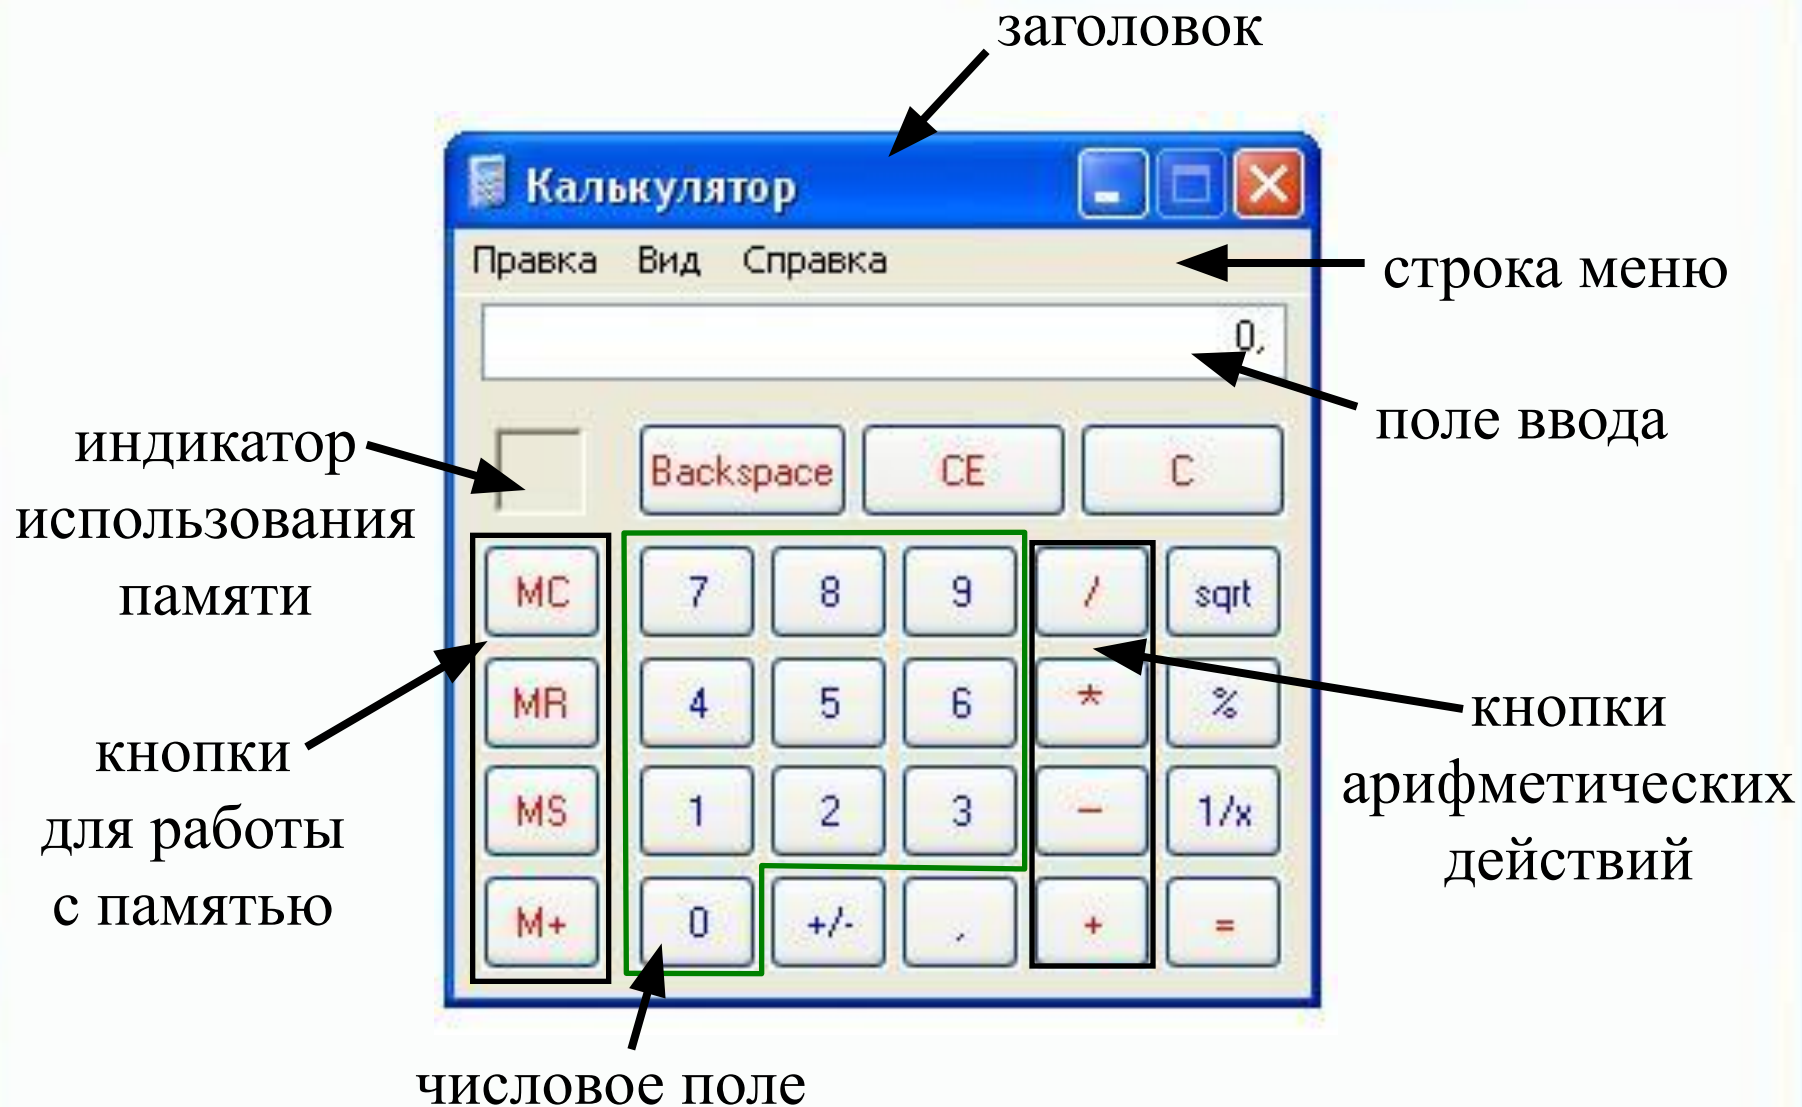 заголовок
Калькулятор
Правка Вид Справка
строка меню
0,
поле ввода
индикатор
использования
памяти
Backspace CE C
MC 7 8 9 / sqrt
MR 4 5 6 * %
MS 1 2 3 - 1/x
M+ 0 +/- , + =
кнопки
для работы
с памятью
кнопки
арифметических
действий
числовое поле